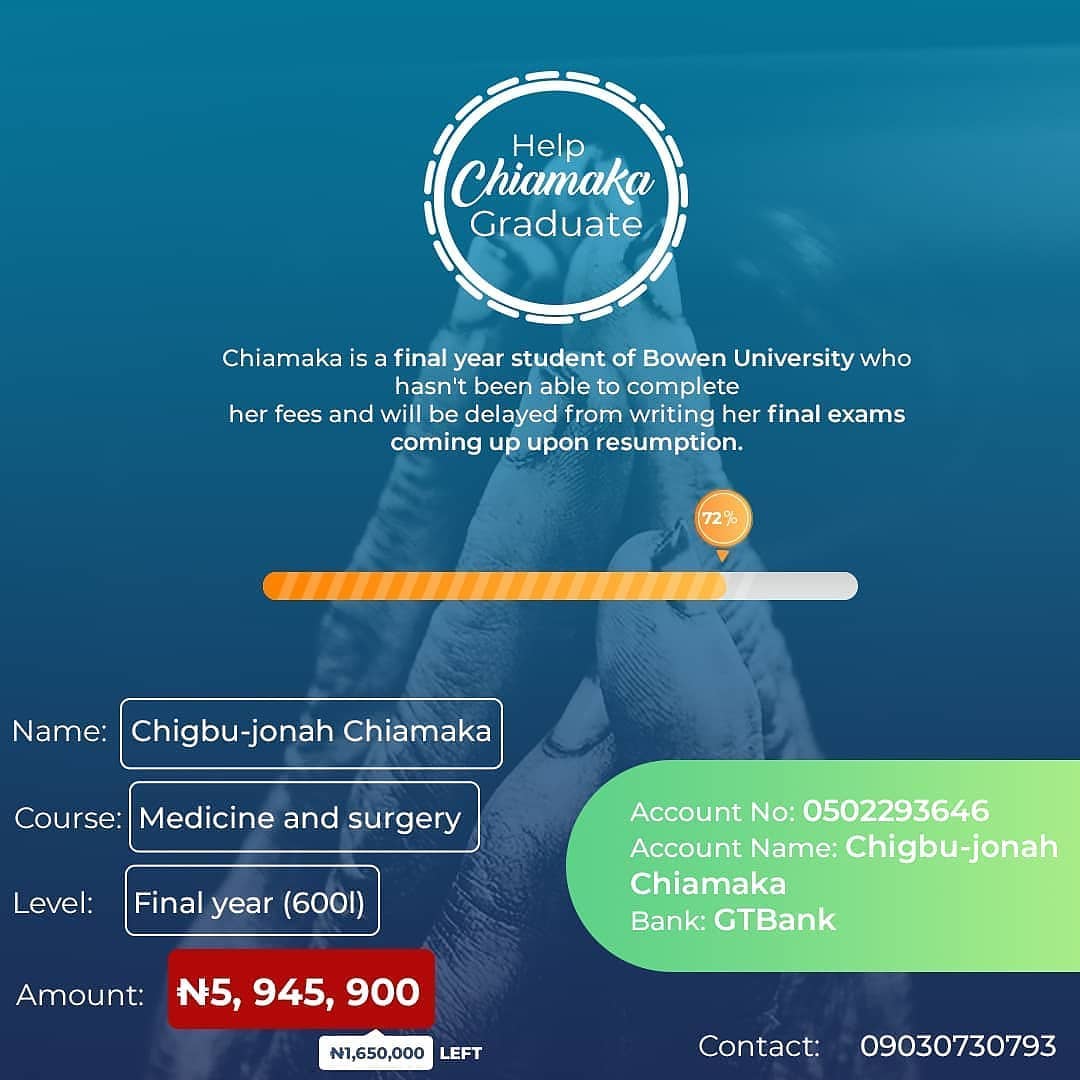 Help
Chiamaka
Graduate
Chiamaka is a final year student of Bowen University who
hasn't been able to complete
her fees and will be delayed from writing her final exams
coming up upon resumption.
72%
Name: Chigbu-jonah Chiamaka
Course: Medicine and surgery
Level: Final year (600l)
Amount: ₦5, 945, 900
₦1,650,000 LEFT
Account No: 0502293646
Account Name: Chigbu-jonah
Chiamaka
Bank: GTBank
Contact: 09030730793